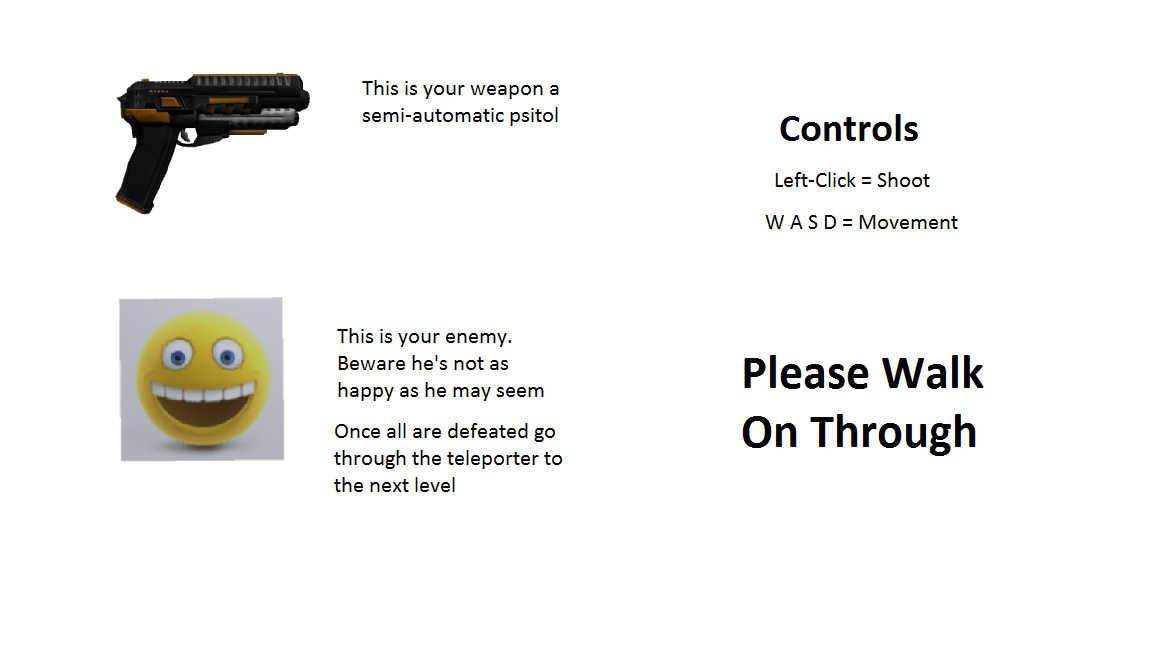 This is your weapon a
semi-automatic psitol
Controls
Left-Click = Shoot
W A S D = Movement
This is your enemy.
Beware he's not as
happy as he may seem
Once all are defeated go
through the teleporter to
the next level
Please Walk
On Through